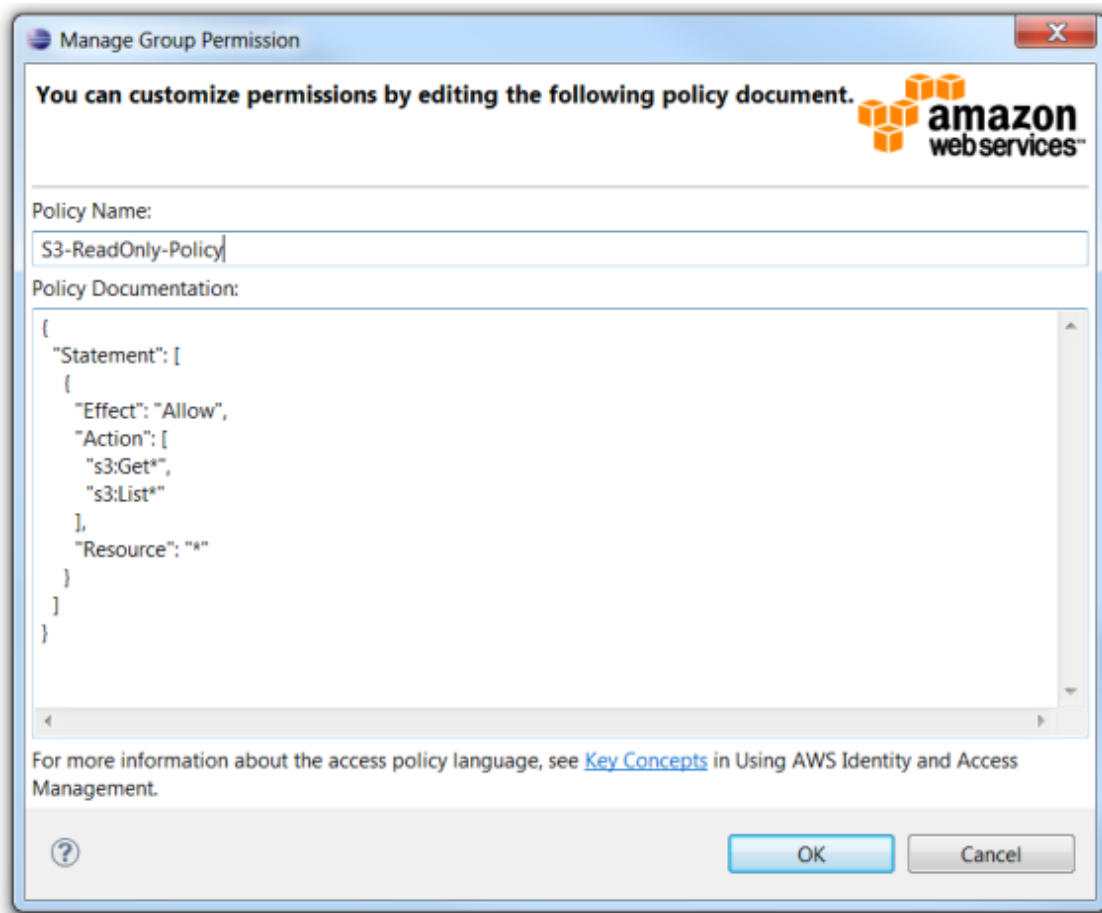 Manage Group Permission
You can customize permissions by editing the following policy document.
amazon
webservices™
Policy Name:
S3-ReadOnly-Policy
Policy Documentation:
{
"Statement": [
{
"Effect": "Allow",
"Action": [
"s3:Get*",
"s3:List*"
],
"Resource": "*"
}
]
}
For more information about the access policy language, see Key Concepts in Using AWS Identity and Access
Management.
?
OK
Cancel